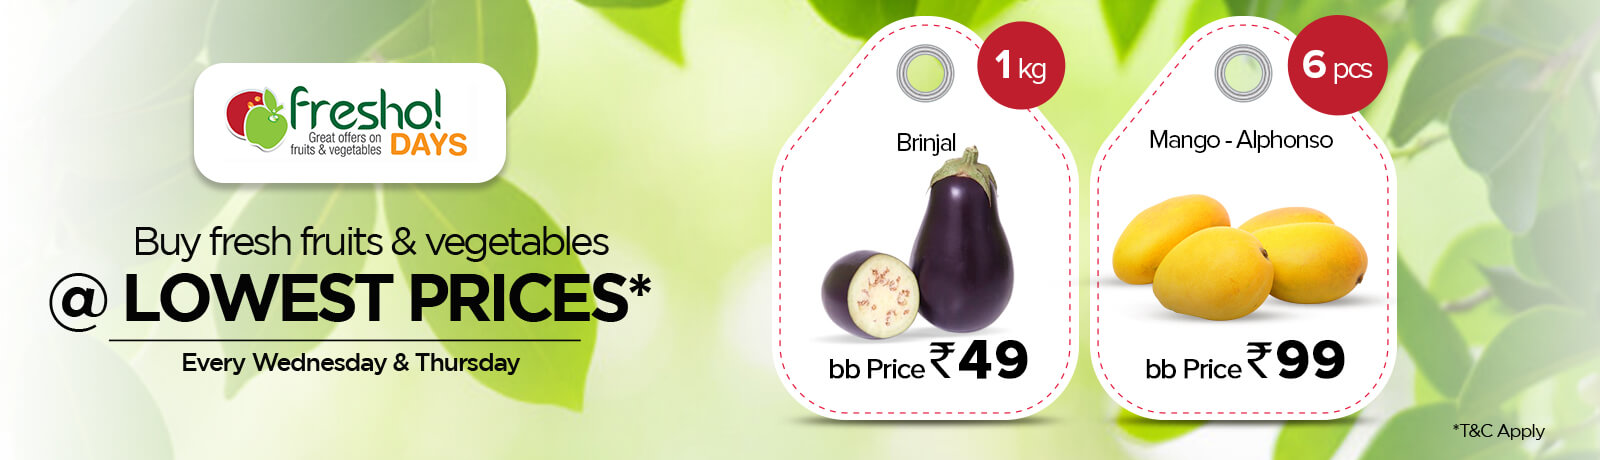 fresho!
Great offers on
fruits & vegetables
DAYS
Buy fresh fruits & vegetables
@ LOWEST PRICES*
Every Wednesday & Thursday
1 kg
Brinjal
bb Price ₹49
6 pcs
Mango - Alphonso
bb Price ₹99
*T&C Apply